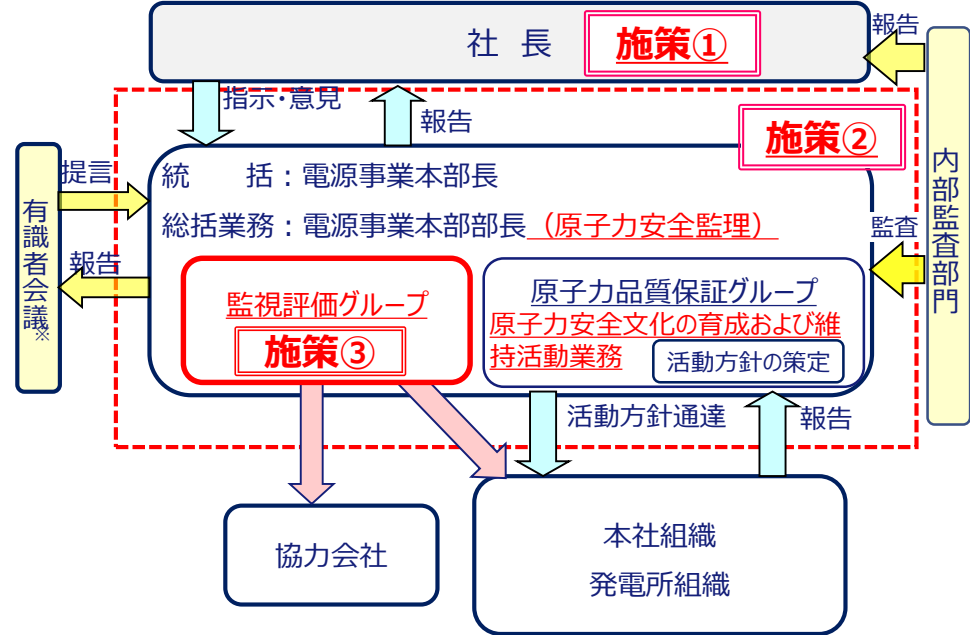 社 長
施策①
報告
指示・意見
報告
施策②
提言
統　　括：電源事業本部長
総括業務：電源事業本部部長（原子力安全監理）
監査
内部監査部門
有識者会議※
報告
監視評価グループ
施策③
原子力品質保証グループ
原子力安全文化の育成および維
持活動業務
活動方針の策定
活動方針通達
報告
協力会社
本社組織
発電所組織